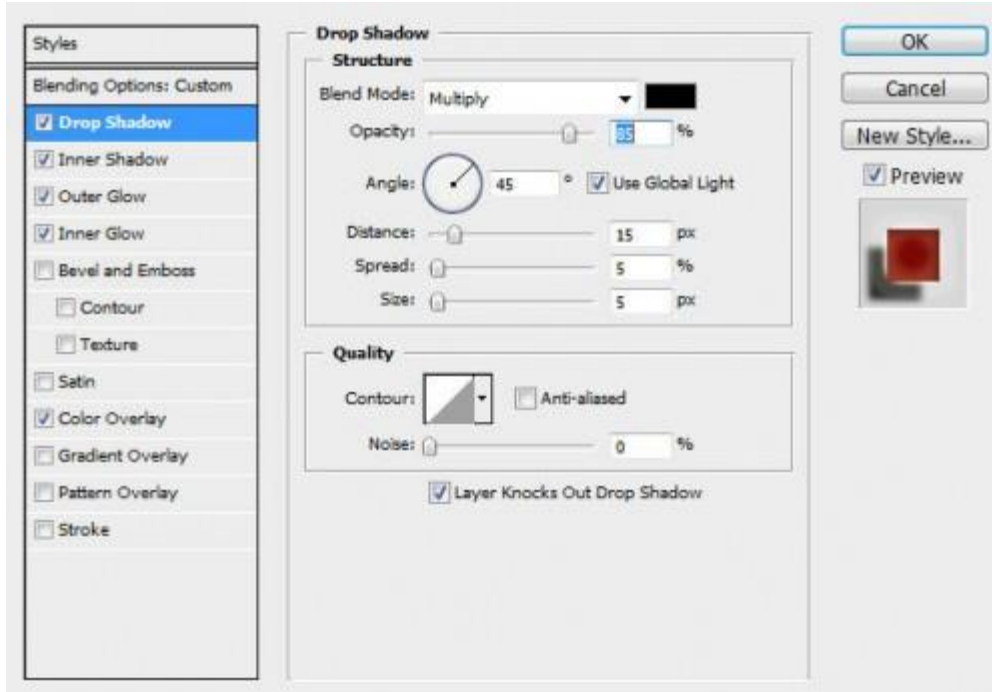 Styles
Blending Options: Custom
Drop Shadow
Inner Shadow
Outer Glow
Inner Glow
Bevel and Emboss
Contour
Texture
Satin
Color Overlay
Gradient Overlay
Pattern Overlay
Stroke
Drop Shadow
Structure
Blend Mode: Multiply
Opacity: 85 %
Angle: 45 ° Use Global Light
Distance: 15 px
Spread: 5 %
Size: 5 px
Quality
Contour: Anti-aliased
Noise: 0 %
Layer Knocks Out Drop Shadow
OK
Cancel
New Style...
Preview